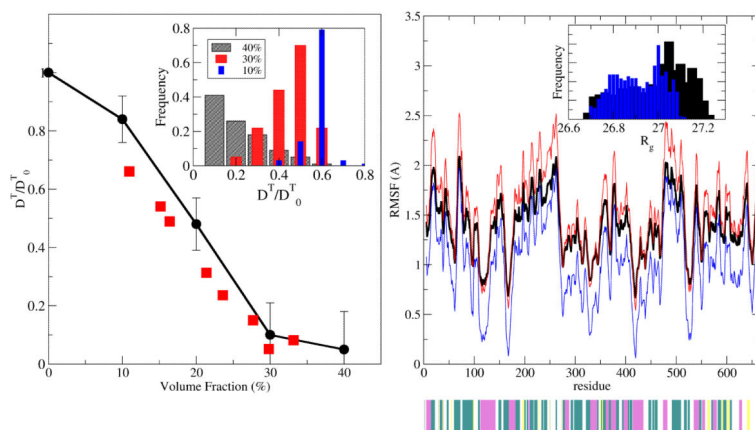 D^T/D^T_0
1
0.8
0.6
0.4
0.2
0
0 10 20 30 40
Volume Fraction (%)
Frequency
0.8
0.6
0.4
0.2
0
40%
30%
10%
0 0.2 0.4 0.6 0.8
D^T/D^T_0
RMSF (A)
3.5
3
2.5
2
1.5
1
0.5
0
0 100 200 300 400 500 600
residue
Frequency
26.6 26.8 27 27.2
R_g